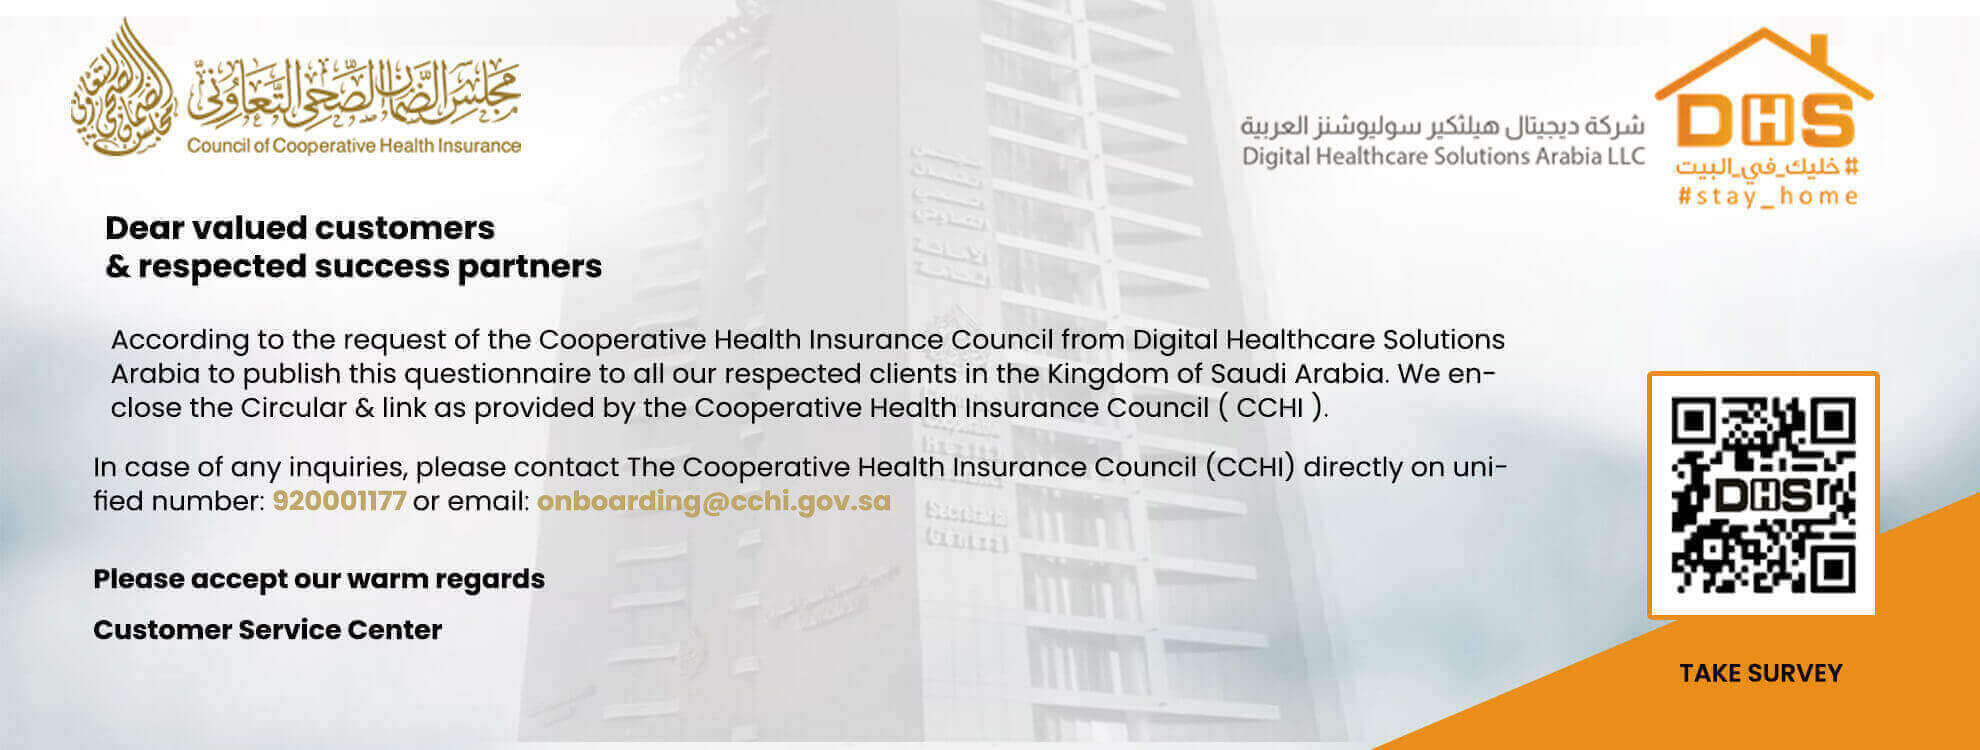 مجلس الضمان الصحي التعاوني
Council of Cooperative Health Insurance
شركة ديجيتال هيلثكير سوليوشنز العربية
Digital Healthcare Solutions Arabia LLC
DHS
#خليك_في_البيت
#stay_home
Dear valued customers
& respected success partners
According to the request of the Cooperative Health Insurance Council from Digital Healthcare Solutions
Arabia to publish this questionnaire to all our respected clients in the Kingdom of Saudi Arabia. We en-
close the Circular & link as provided by the Cooperative Health Insurance Council ( CCHI ).
In case of any inquiries, please contact The Cooperative Health Insurance Council (CCHI) directly on uni-
fied number: 920001177 or email: onboarding@cchi.gov.sa
Please accept our warm regards
Customer Service Center
DHS
TAKE SURVEY